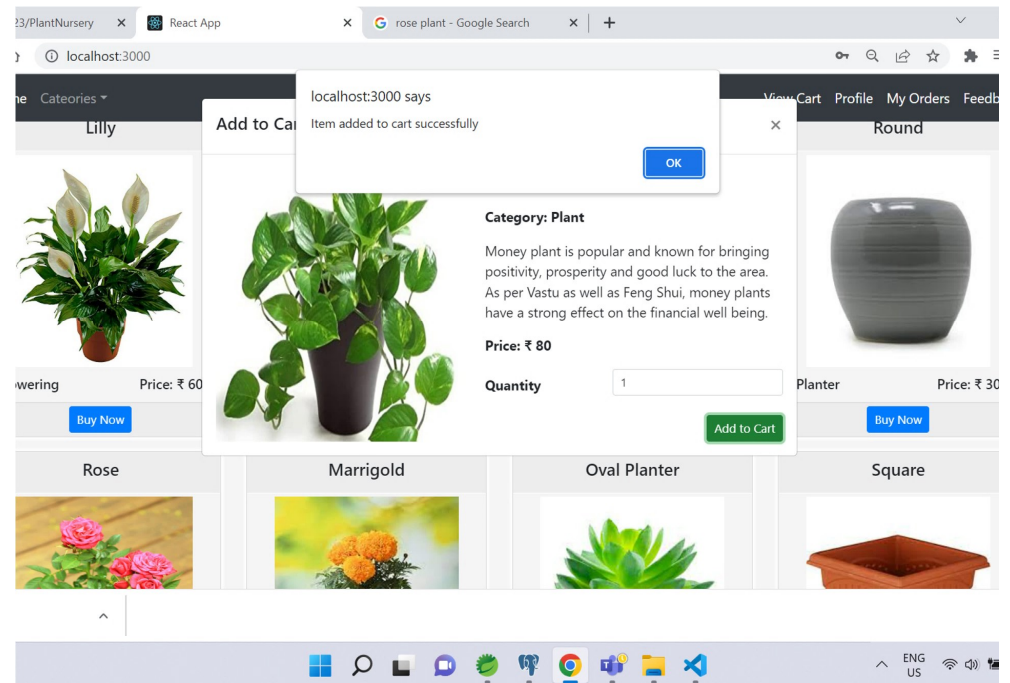 23/PlantNursery
React App
rose plant - Google Search
localhost:3000
Cateories
View Cart Profile My Orders
localhost:3000 says
Item added to cart successfully
OK
Add to
Lilly
Round
Category: Plant
Money plant is popular and known for bringing
positivity, prosperity and good luck to the area.
As per Vastu as well as Feng Shui, money plants
have a strong effect on the financial well being.
Price: ₹ 80
Quantity
1
Add to Cart
Price: ₹ 60
Buy Now
Planter
Price: ₹ 30
Buy Now
Rose
Marrigold
Oval Planter
Square
ENG
US